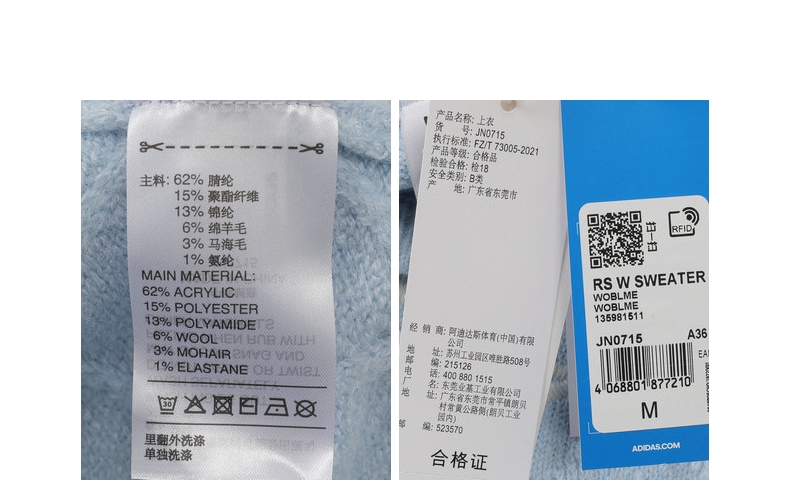 主料: 62% 腈纶
15% 聚酯纤维
13% 锦纶
6% 绵羊毛
3% 马海毛
1% 氨纶
MAIN MATERIAL:
62% ACRYLIC
15% POLYESTER
13% POLYAMIDE
6% WOOL
3% MOHAIR
1% ELASTANE
里翻外洗涤
单独洗涤
产品名称: 上衣
货 号: JN0715
执行标准: FZ/T 73005-2021
产品等级: 合格品
检验合格: 检18
安全类别: B类
产 地: 广东省东莞市
经 销 商: 阿迪达斯体育(中国)有限公司
地 址: 苏州工业园区唯胜路508号
邮 编: 215126
电 话: 400 880 1515
厂 名: 东莞业基工业有限公司
地 址: 广东省东莞市常平镇朗贝村常黄公路侧(朗贝工业园内)
邮 编: 523570
合格证
RFID
RS W SWEATER
WOBLME
WOBLME
135981511
JN0715
A36
EAN
4 068801 877210
M
ADIDAS.COM